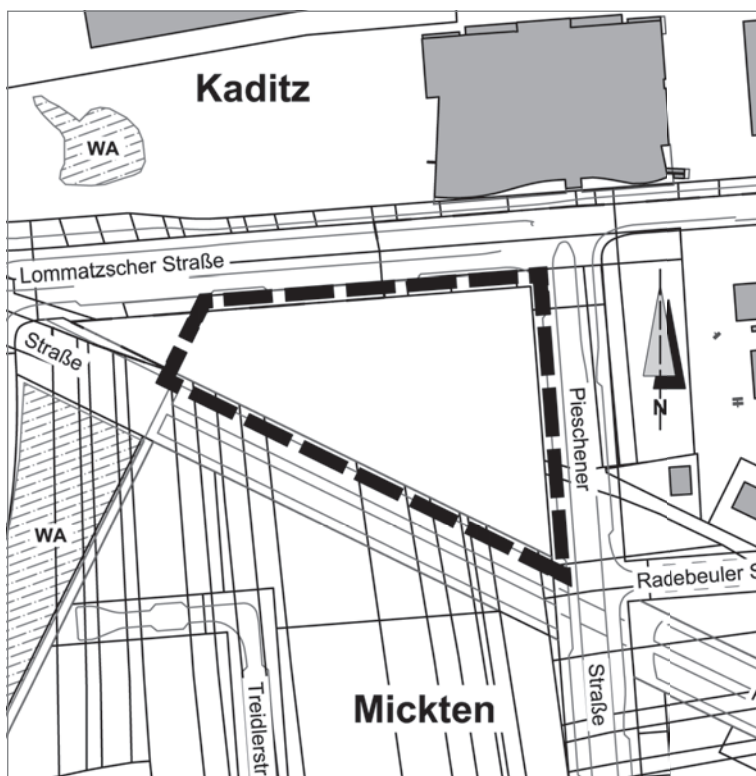 Kaditz
WA
Lommatzscher Straße
Straße
Pieschener
N
WA
Radebeuler S
Treidlerstr
Mickten
Straße